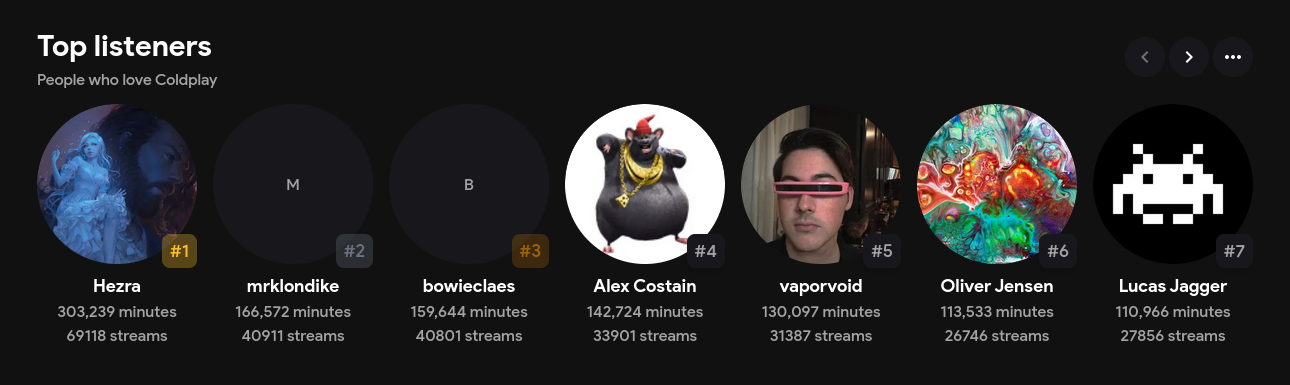 Top listeners
People who love Coldplay
M
B
#1
#2
#3
#4
#5
#6
#7
Hezra
mrklondike
bowieclaes
Alex Costain
vaporvoid
Oliver Jensen
Lucas Jagger
303,239 minutes
166,572 minutes
159,644 minutes
142,724 minutes
130,097 minutes
113,533 minutes
110,966 minutes
69118 streams
40911 streams
40801 streams
33901 streams
31387 streams
26746 streams
27856 streams